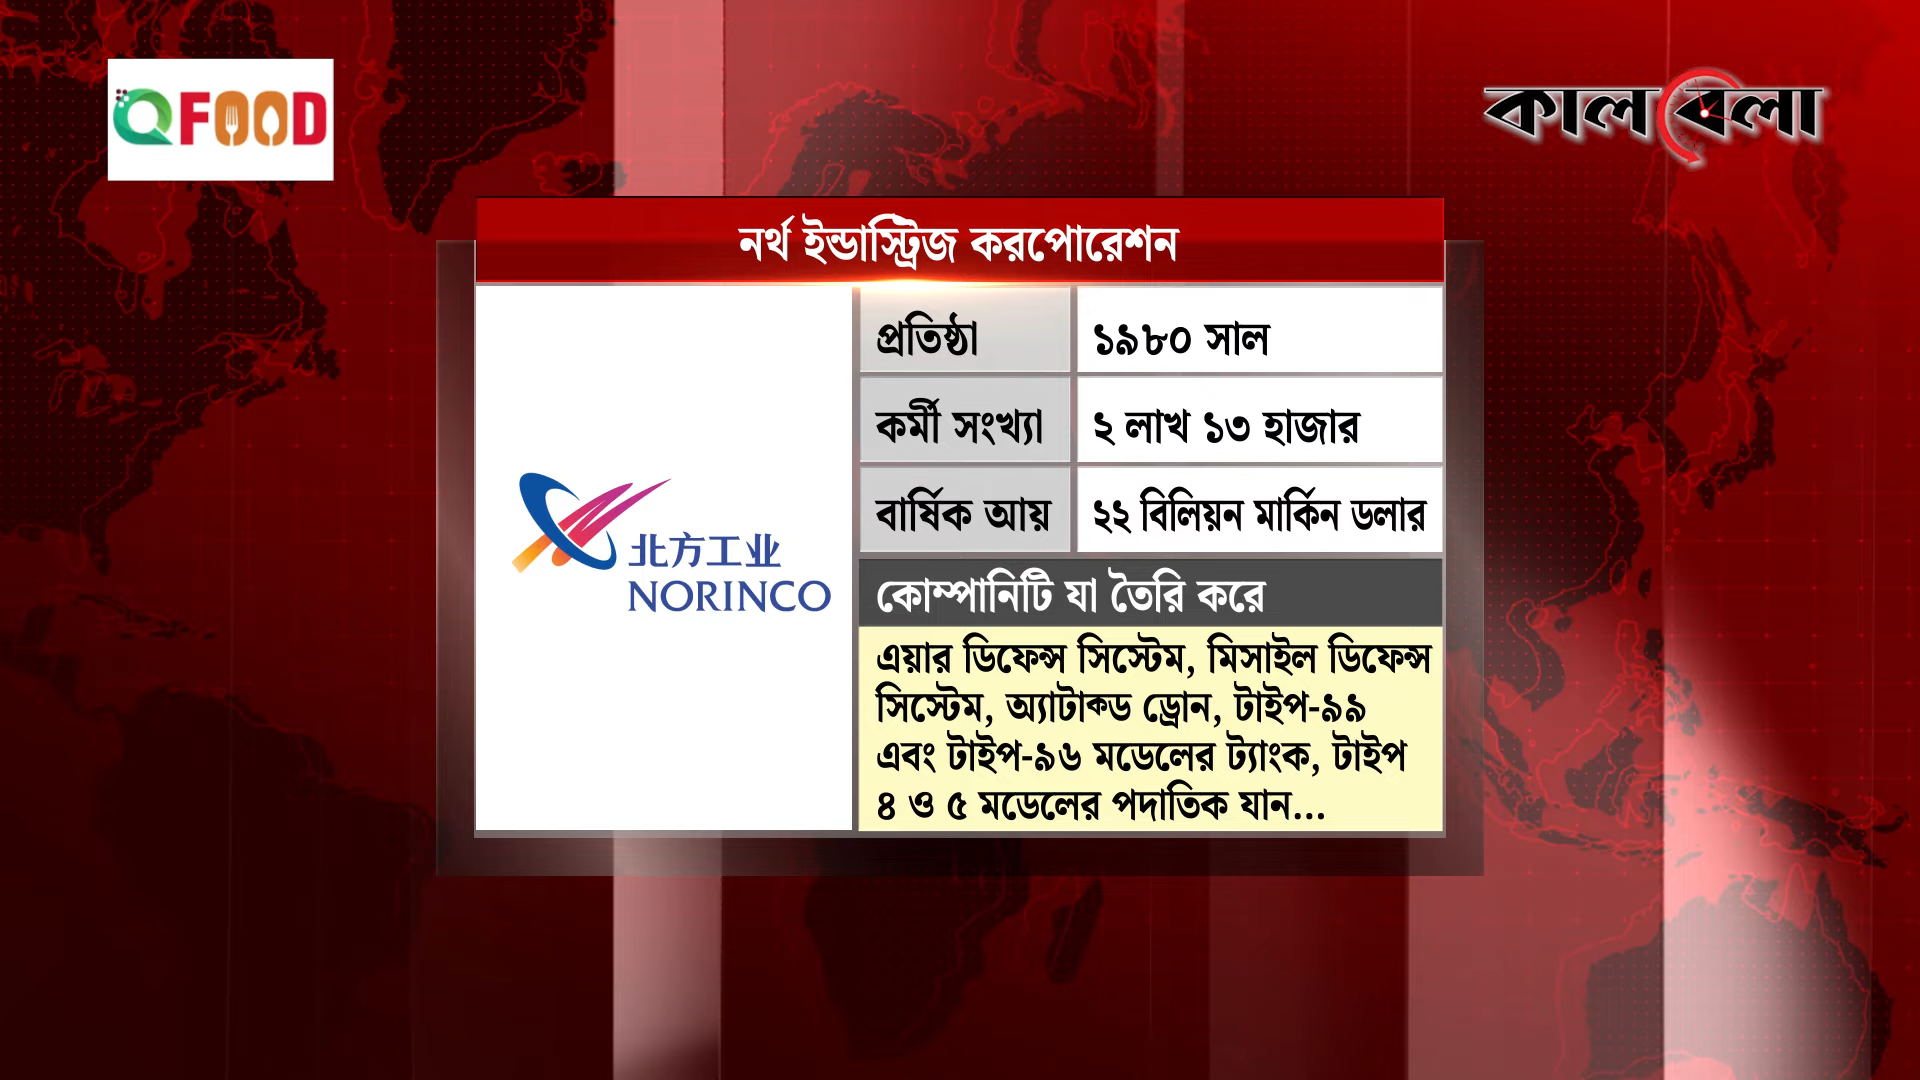 QFOOD
কালবেলা
নর্থ ইন্ডাস্ট্রিজ করপোরেশন
北方工业
NORINCO
প্রতিষ্ঠা ১৯৮০ সাল
কর্মী সংখ্যা ২ লাখ ১৩ হাজার
বার্ষিক আয় ২২ বিলিয়ন মার্কিন ডলার
কোম্পানিটি যা তৈরি করে
এয়ার ডিফেন্স সিস্টেম, মিসাইল ডিফেন্স
সিস্টেম, অ্যাটাক্ড ড্রোন, টাইপ-৯৯
এবং টাইপ-৯৬ মডেলের ট্যাংক, টাইপ
৪ ও ৫ মডেলের পদাতিক যান...